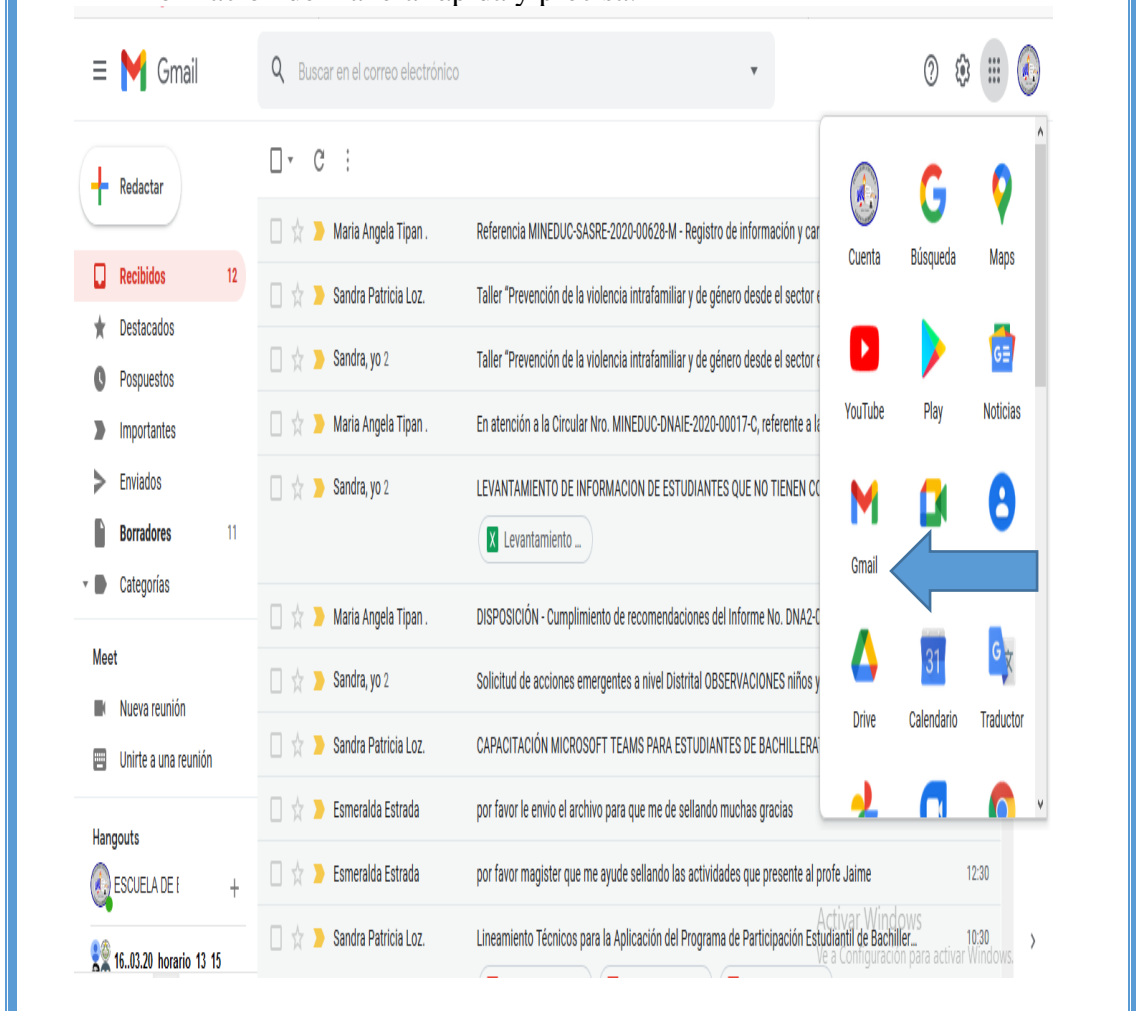 Gmail
Buscar en el correo electrónico
Redactar
Recibidos 12
Destacados
Pospuestos
Importantes
Enviados
Borradores 11
Categorías
Meet
Nueva reunión
Unirte a una reunión
Hangouts
ESCUELA DE
16..03.20 horario 13 15
Maria Angela Tipan . Referencia MINEDUC-SASRE-2020-00628-M - Registro de información y
Sandra Patricia Loz. Taller “Prevención de la violencia intrafamiliar y de género desde el sector
Sandra, yo 2 Taller “Prevención de la violencia intrafamiliar y de género desde el sector
Maria Angela Tipan . En atención a la Circular Nro. MINEDUC-DNAIE-2020-00017-C, referente a
Sandra, yo 2 LEVANTAMIENTO DE INFORMACION DE ESTUDIANTES QUE NO TIENEN
Levantamiento ...
Maria Angela Tipan . DISPOSICIÓN - Cumplimiento de recomendaciones del Informe No.
Sandra, yo 2 Solicitud de acciones emergentes a nivel Distrital OBSERVACIONES niños y
Sandra Patricia Loz. CAPACITACIÓN MICROSOFT TEAMS PARA ESTUDIANTES DE
Esmeralda Estrada por favor le envio el archivo para que me de sellando muchas gracias
Esmeralda Estrada por favor magister que me ayude sellando las actividades que presente al profe Jaime 12:30
Sandra Patricia Loz. Lineamiento Técnicos para la Aplicación del Programa de Participación Estudiantil de Bachiller... 10:30
Cuenta Búsqueda Maps
YouTube Play Noticias
Gmail
Drive Calendario Traductor
Activar Windows
Ve a Configuración para activar Windows.